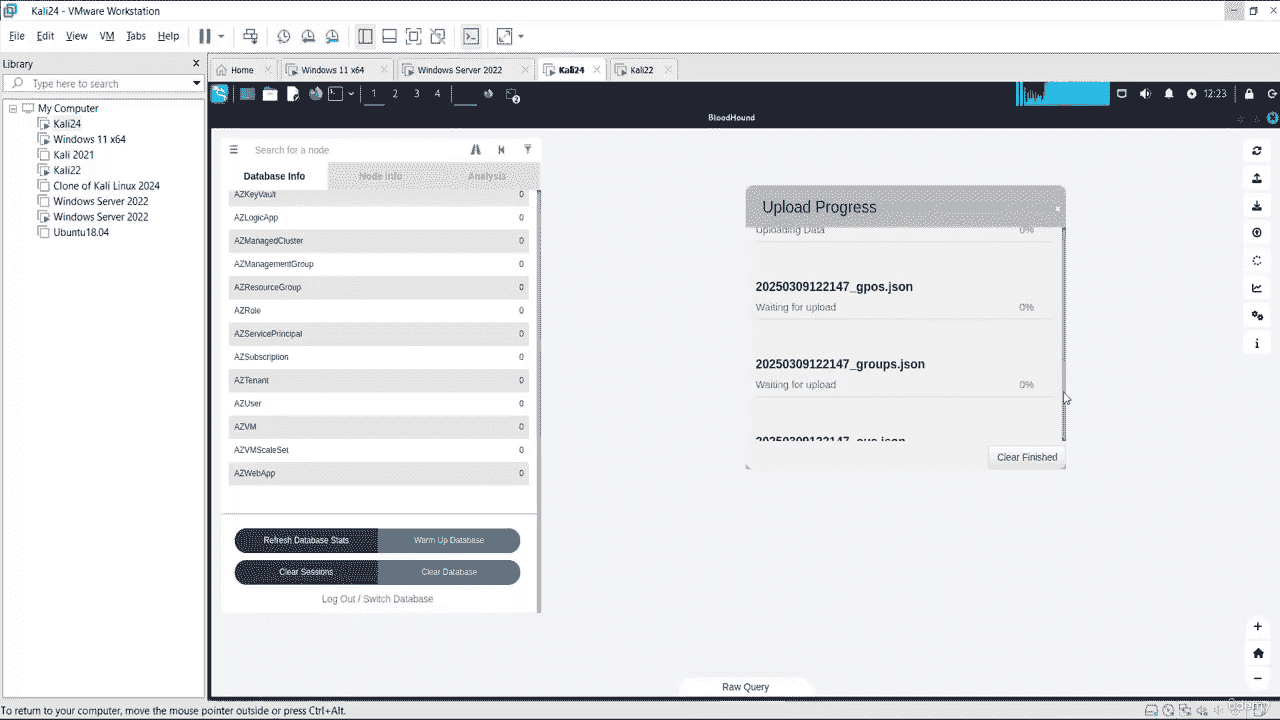 Kali24 - VMware Workstation
File Edit View VM Tabs Help
Library
Type here to search
My Computer
Kali24
Windows 11 x64
Kali 2021
Kali22
Clone of Kali Linux 2024
Windows Server 2022
Windows Server 2022
Ubuntu18.04
Home
Windows 11 x64
Windows Server 2022
Kali24
Kali22
1 2 3 4
2
12:23
BloodHound
Search for a node
Database Info
Node Info
Analysis
AZKeyVault 0
AZLogicApp 0
AZManagedCluster 0
AZManagementGroup 0
AZResourceGroup 0
AZRole 0
AZServicePrincipal 0
AZSubscription 0
AZTenant 0
AZUser 0
AZVM 0
AZVMScaleSet 0
AZWebApp 0
Refresh Database Stats
Warm Up Database
Clear Sessions
Clear Database
Log Out / Switch Database
Upload Progress
Uploading Data 0%
20250309122147_gpos.json
Waiting for upload 0%
20250309122147_groups.json
Waiting for upload 0%
20250309122147_ous.json
Clear Finished
Raw Query
To return to your computer, move the mouse pointer outside or press Ctrl+Alt.
udemy